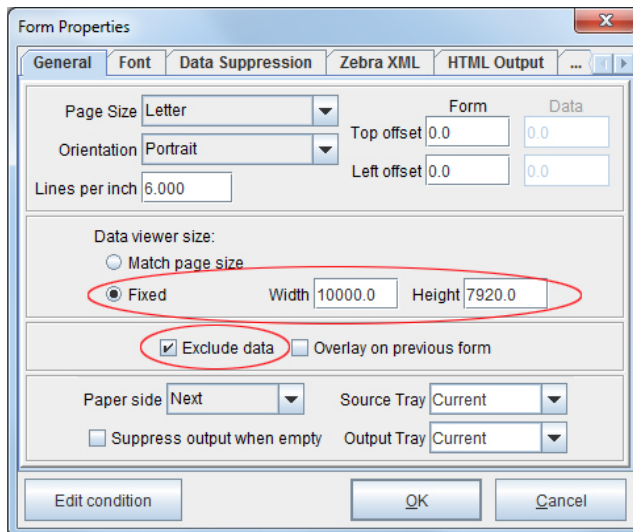 Form Properties
General Font Data Suppression Zebra XML HTML Output ...
Form Data
Page Size Letter
Top offset 0.0 0.0
Orientation Portrait
Left offset 0.0 0.0
Lines per inch 6.000
Data viewer size:
Match page size
Fixed Width 10000.0 Height 7920.0
Exclude data Overlay on previous form
Paper side Next Source Tray Current
Suppress output when empty Output Tray Current
Edit condition OK Cancel